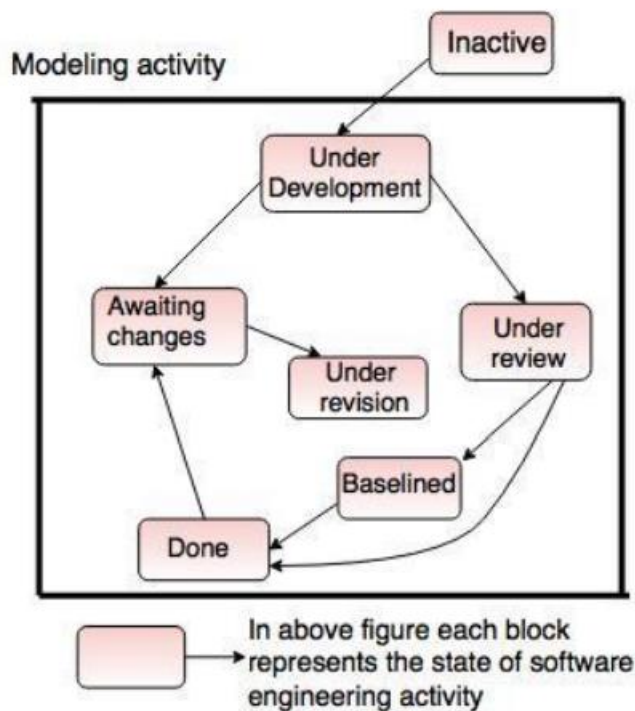 Inactive
Modeling activity
Under
Development
Awaiting
changes
Under
review
Under
revision
Baselined
Done
In above figure each block
represents the state of software
engineering activity